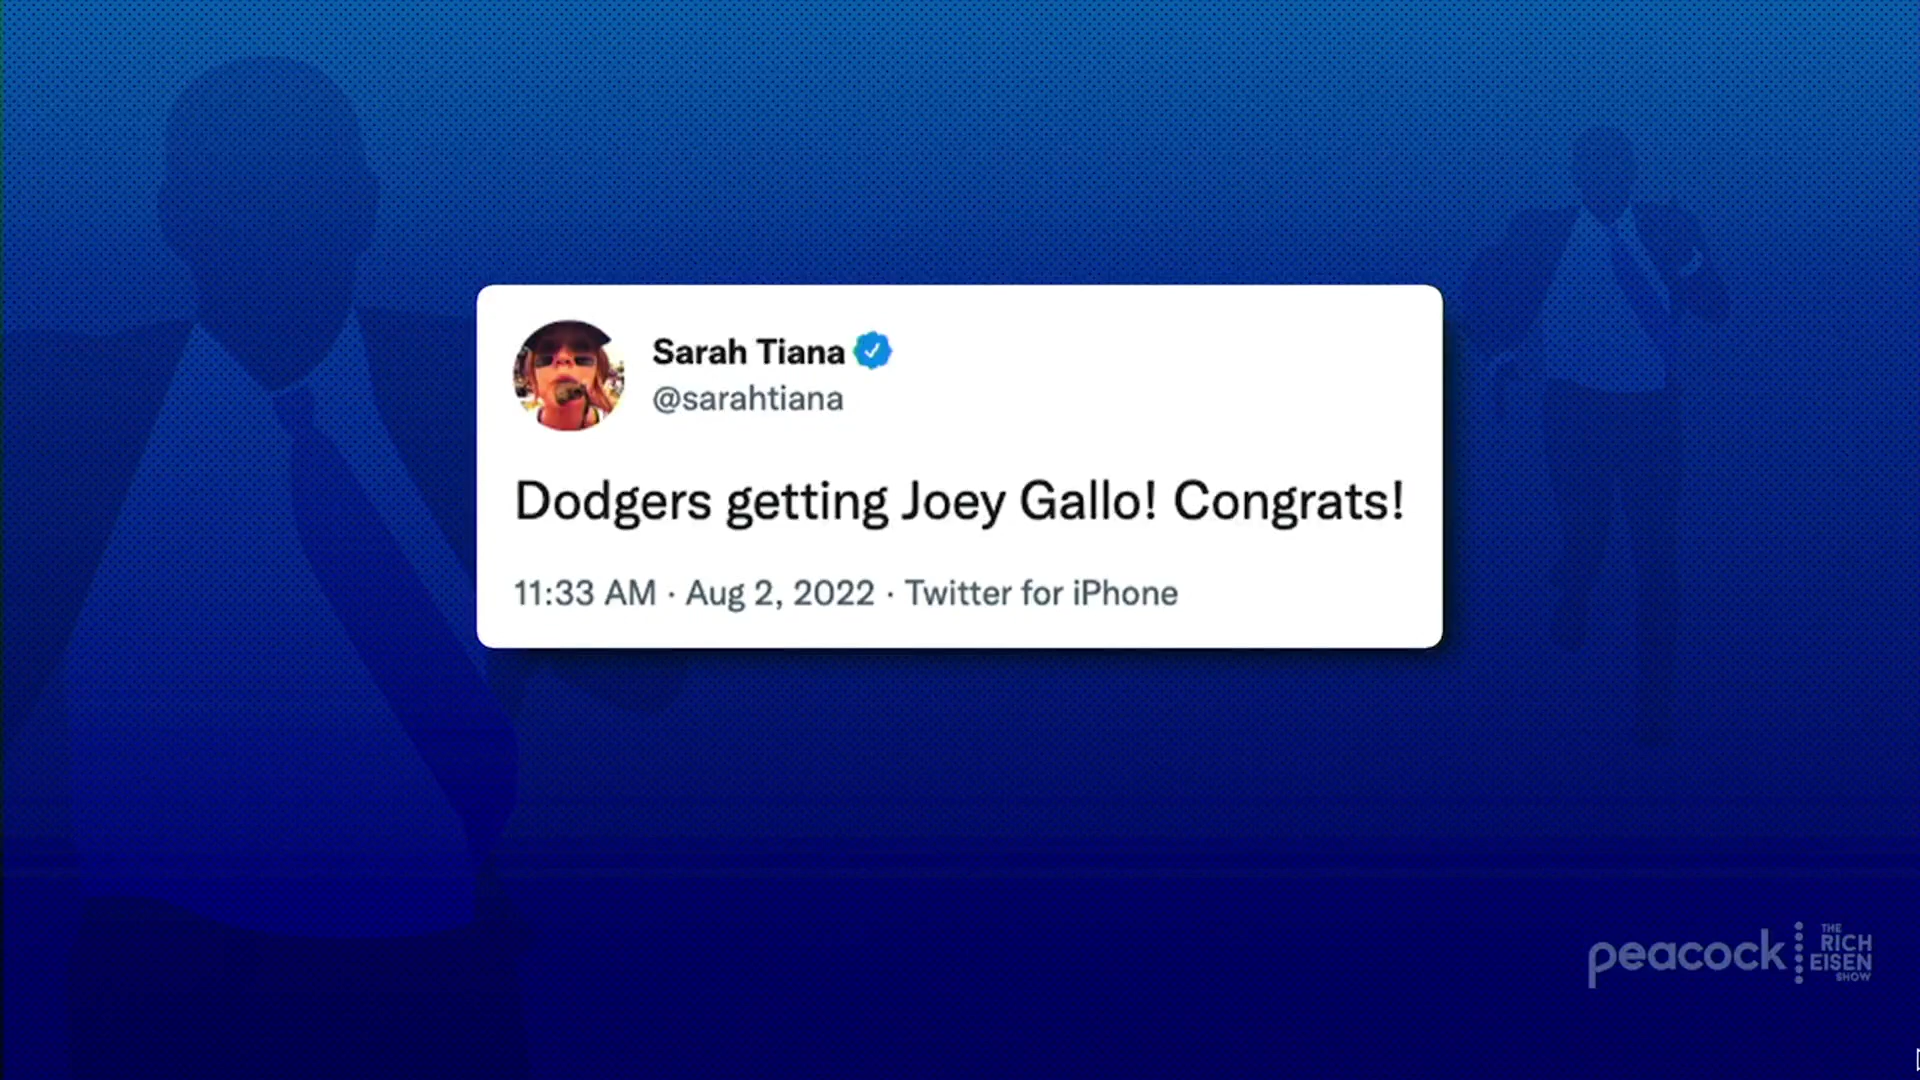 Sarah Tiana
@sarahtiana
Dodgers getting Joey Gallo! Congrats!
11:33 AM · Aug 2, 2022 · Twitter for iPhone
peacock
THE
RICH
EISEN
SHOW